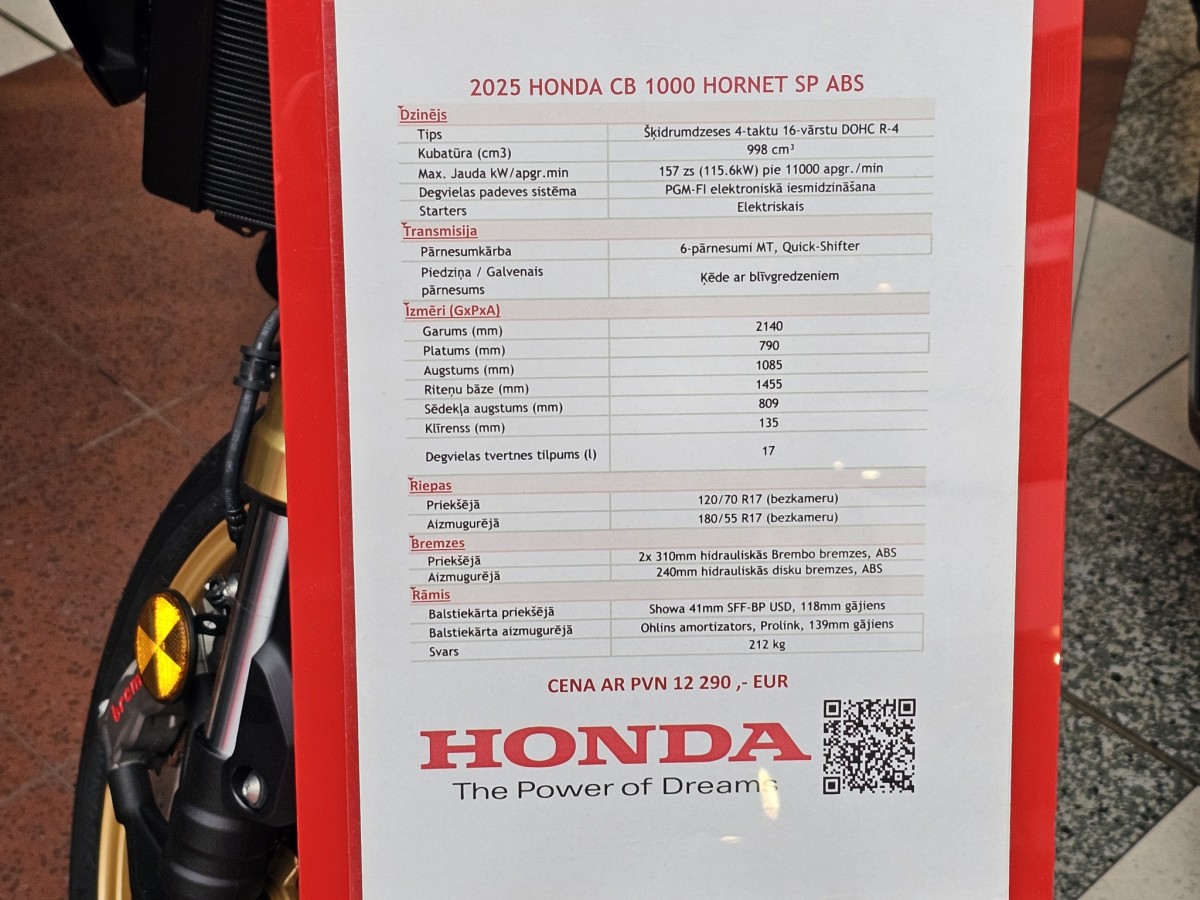 2025 HONDA CB 1000 HORNET SP ABS
Dzinējs
Tips Šķidrumdzeses 4-taktu 16-vārstu DOHC R-4
Kubatūra (cm3) 998 cm³
Max. Jauda kW/apgr.min 157 zs (115.6kW) pie 11000 apgr./min
Degvielas padeves sistēma PGM-FI elektroniskā iesmidzināšana
Starters Elektriskais
Transmisija
Pārnesumkārba 6-pārnesumi MT, Quick-Shifter
Piedziņa / Galvenais
pārnesums Ķēde ar blīvgredzeniem
Izmēri (GxPxA)
Garums (mm) 2140
Platums (mm) 790
Augstums (mm) 1085
Riteņu bāze (mm) 1455
Sēdekļa augstums (mm) 809
Klīrenss (mm) 135
Degvielas tvertnes tilpums (l) 17
Riepas
Priekšējā 120/70 R17 (bezkameru)
Aizmugurējā 180/55 R17 (bezkameru)
Bremzes
Priekšējā 2x 310mm hidrauliskās Brembo bremzes, ABS
Aizmugurējā 240mm hidrauliskās disku bremzes, ABS
Rāmis
Balstiekārta priekšējā Showa 41mm SFF-BP USD, 118mm gājiens
Balstiekārta aizmugurējā Ohlins amortizators, Prolink, 139mm gājiens
Svars 212 kg
CENA AR PVN 12 290 ,- EUR
HONDA
The Power of Dreams
brem